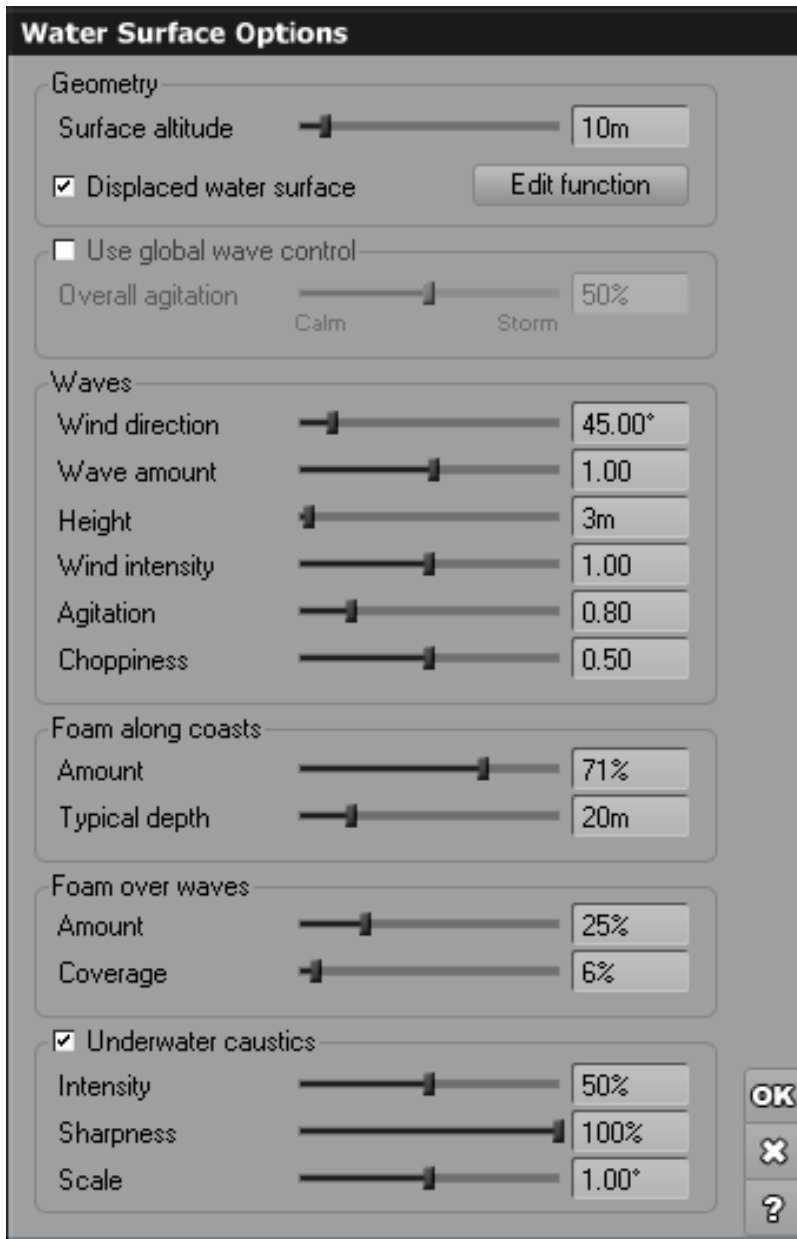 Water Surface Options
Geometry
Surface altitude 10m
Displaced water surface Edit function
Use global wave control
Overall agitation 50%
Calm Storm
Waves
Wind direction 45.00°
Wave amount 1.00
Height 3m
Wind intensity 1.00
Agitation 0.80
Choppiness 0.50
Foam along coasts
Amount 71%
Typical depth 20m
Foam over waves
Amount 25%
Coverage 6%
Underwater caustics
Intensity 50%
OK
Sharpness 100%
Scale 1.00°
?